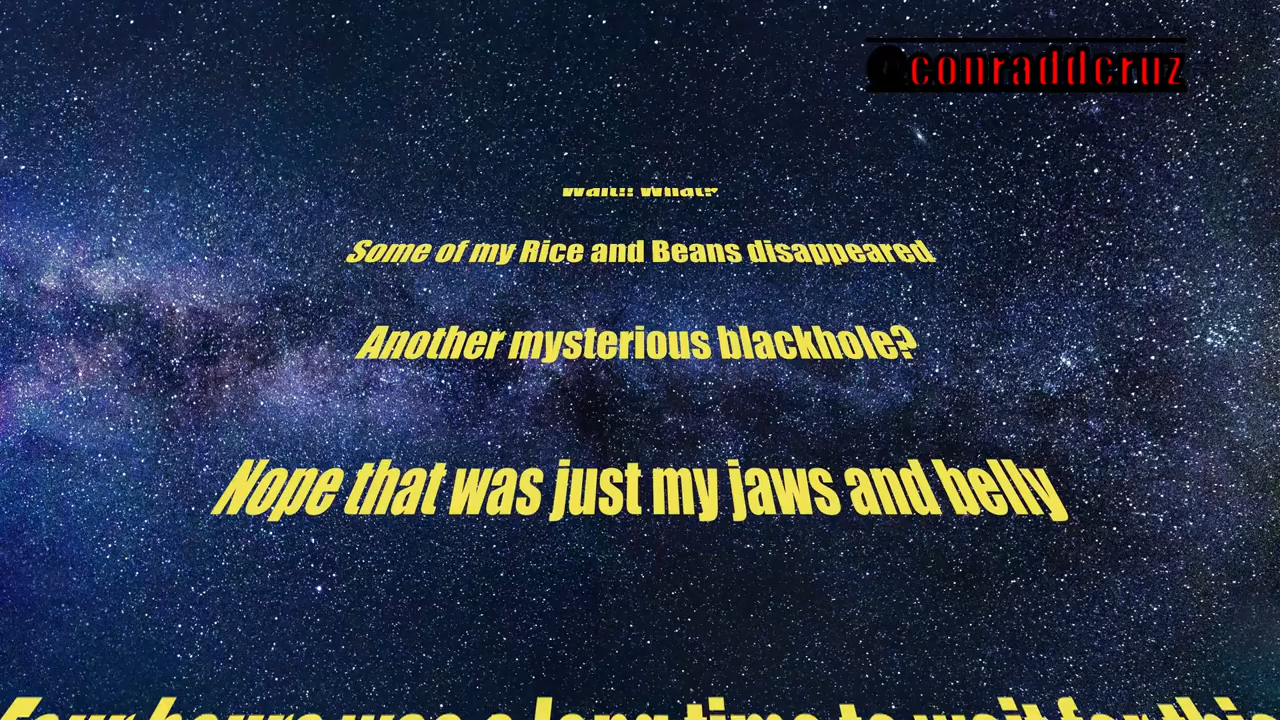 @conraddcruz
Wait!! What?
Some of my Rice and Beans disappeared
Another mysterious blackhole?
Nope that was just my jaws and belly
Four hours was a long time to wait for this